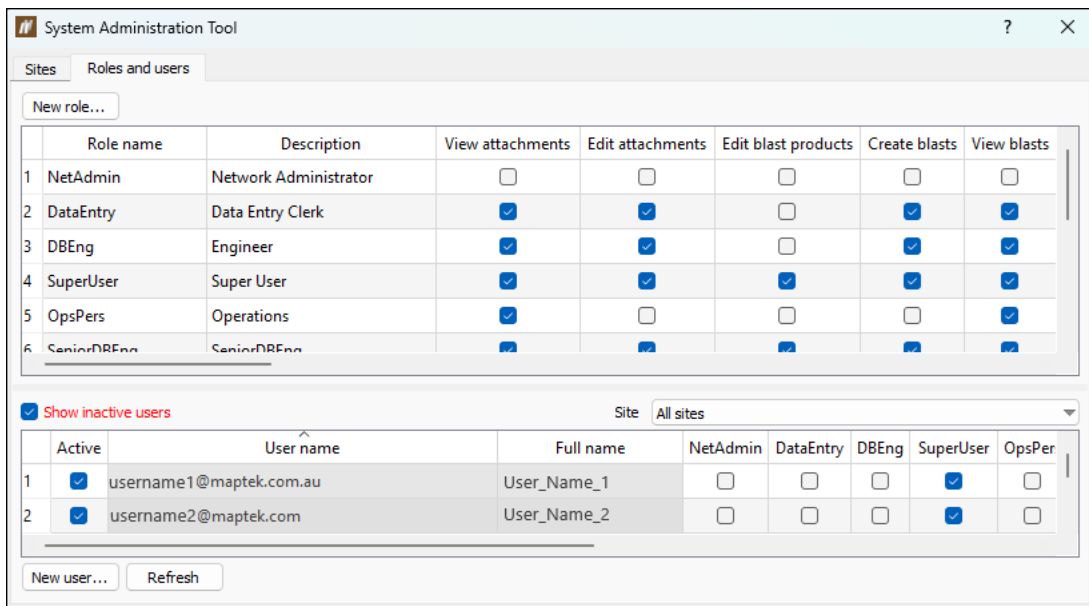 System Administration Tool ?
Sites Roles and users
New role...
Role name Description View attachments Edit attachments Edit blast products Create blasts View blasts
1 NetAdmin Network Administrator
2 DataEntry Data Entry Clerk
3 DBEng Engineer
4 SuperUser Super User
5 OpsPers Operations
6 SeniorDBEng SeniorDBEng
Show inactive users Site All sites
Active User name Full name NetAdmin DataEntry DBEng SuperUser OpsPer
1 username1@maptek.com.au User_Name_1
2 username2@maptek.com User_Name_2
New user... Refresh